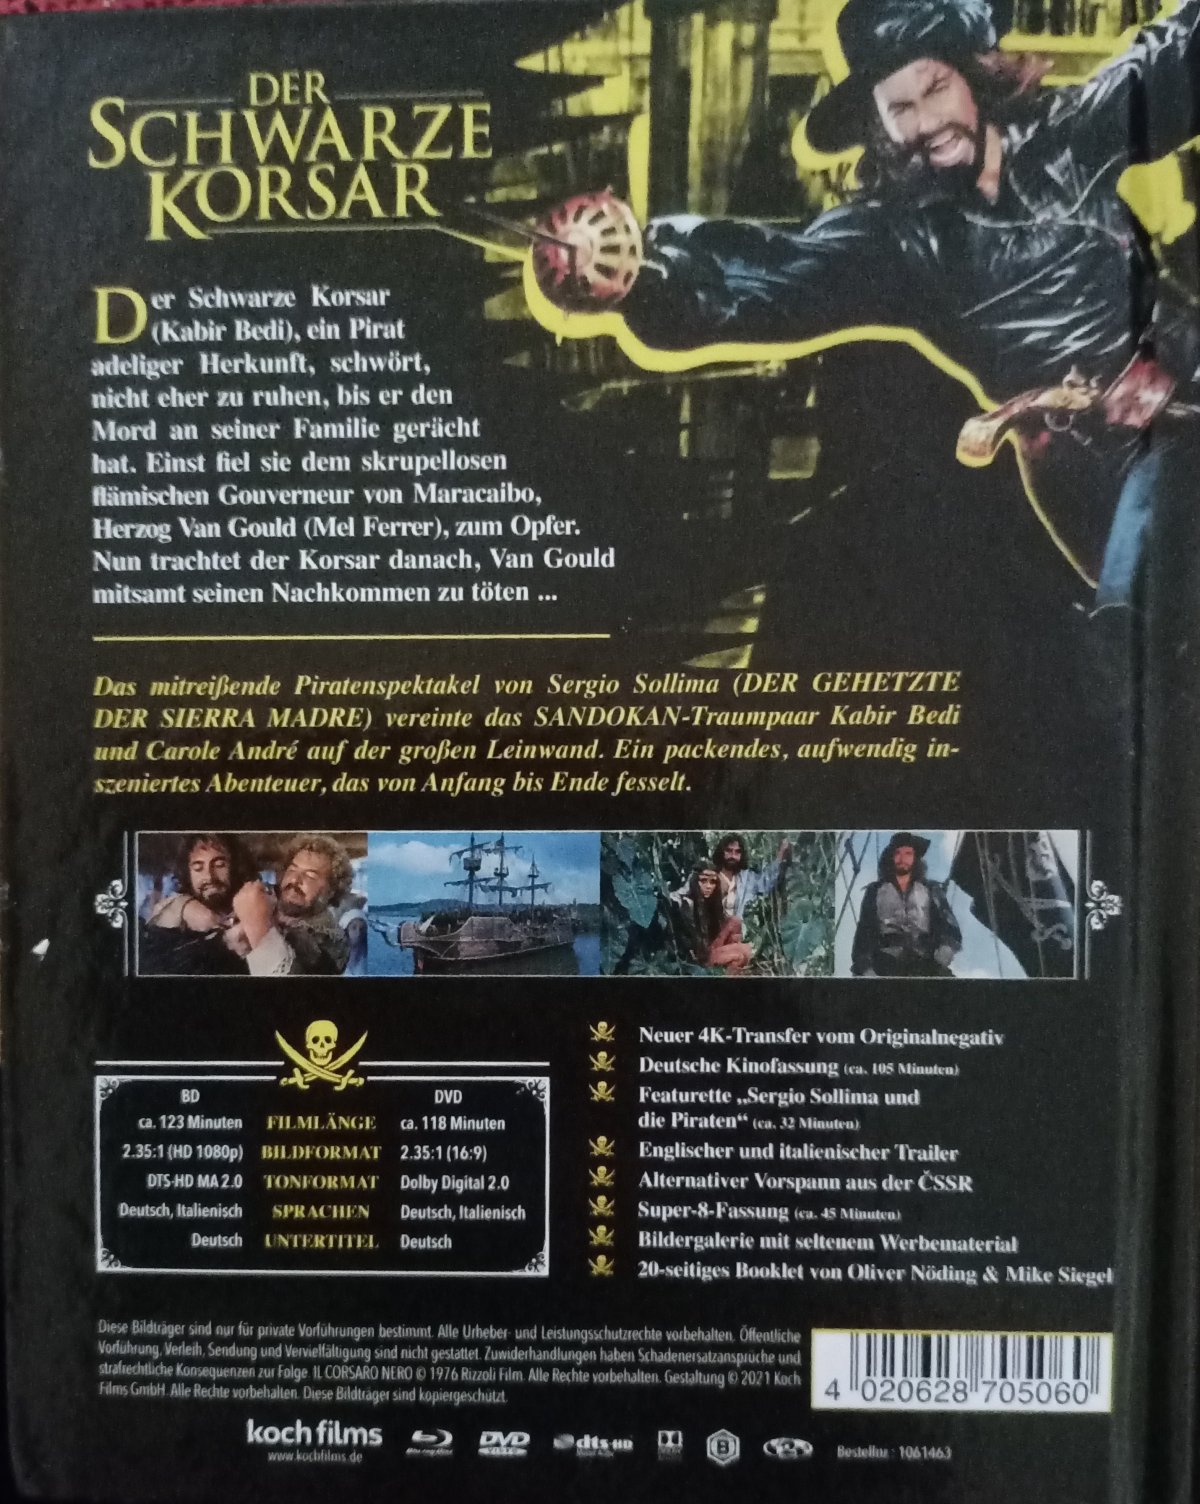 DER
SCHWARZE
KORSAR
Der Schwarze Korsar
(Kabir Bedi), ein Pirat
adeliger Herkunft, schwört,
nicht eher zu ruhen, bis er den
Mord an seiner Familie gerächt
hat. Einst fiel sie dem skrupellosen
flämischen Gouverneur von Maracaibo,
Herzog Van Gould (Mel Ferrer), zum Opfer.
Nun trachtet der Korsar danach, Van Gould
mitsamt seinen Nachkommen zu töten ...
Das mitreißende Piratenspektakel von Sergio Sollima (DER GEHETZTE
DER SIERRA MADRE) vereinte das SANDOKAN-Traumpaar Kabir Bedi
und Carole André auf der großen Leinwand. Ein packendes, aufwendig in-
szeniertes Abenteuer, das von Anfang bis Ende fesselt.
BD DVD
ca. 123 Minuten FILMLÄNGE ca. 118 Minuten
2.35:1 (HD 1080p) BILDFORMAT 2.35:1 (16:9)
DTS-HD MA 2.0 TONFORMAT Dolby Digital 2.0
Deutsch, Italienisch SPRACHEN Deutsch, Italienisch
Deutsch UNTERTITEL Deutsch
Neuer 4K-Transfer vom Originalnegativ
Deutsche Kinofassung (ca. 105 Minuten)
Featurette „Sergio Sollima und
die Piraten“ (ca. 32 Minuten)
Englischer und italienischer Trailer
Alternativer Vorspann aus der ČSSR
Super-8-Fassung (ca. 45 Minuten)
Bildergalerie mit seltenem Werbematerial
20-seitiges Booklet von Oliver Nöding & Mike Siegel
Diese Bildträger sind nur für private Vorführungen bestimmt. Alle Urheber- und Leistungsschutzrechte vorbehalten. Öffentliche
Vorführung, Verleih, Sendung und Vervielfältigung sind nicht gestattet. Zuwiderhandlungen haben Schadenersatzansprüche und
strafrechtliche Konsequenzen zur Folge. IL CORSARO NERO © 1976 Rizzoli Film. Alle Rechte vorbehalten. Gestaltung © 2021 Koch
Films GmbH. Alle Rechte vorbehalten. Diese Bildträger sind kopiergeschützt.
4 020628 705060
koch films
www.kochfilms.de
DVD
VIDEO
dts-HD
B
2
Bestellnr.: 1061463